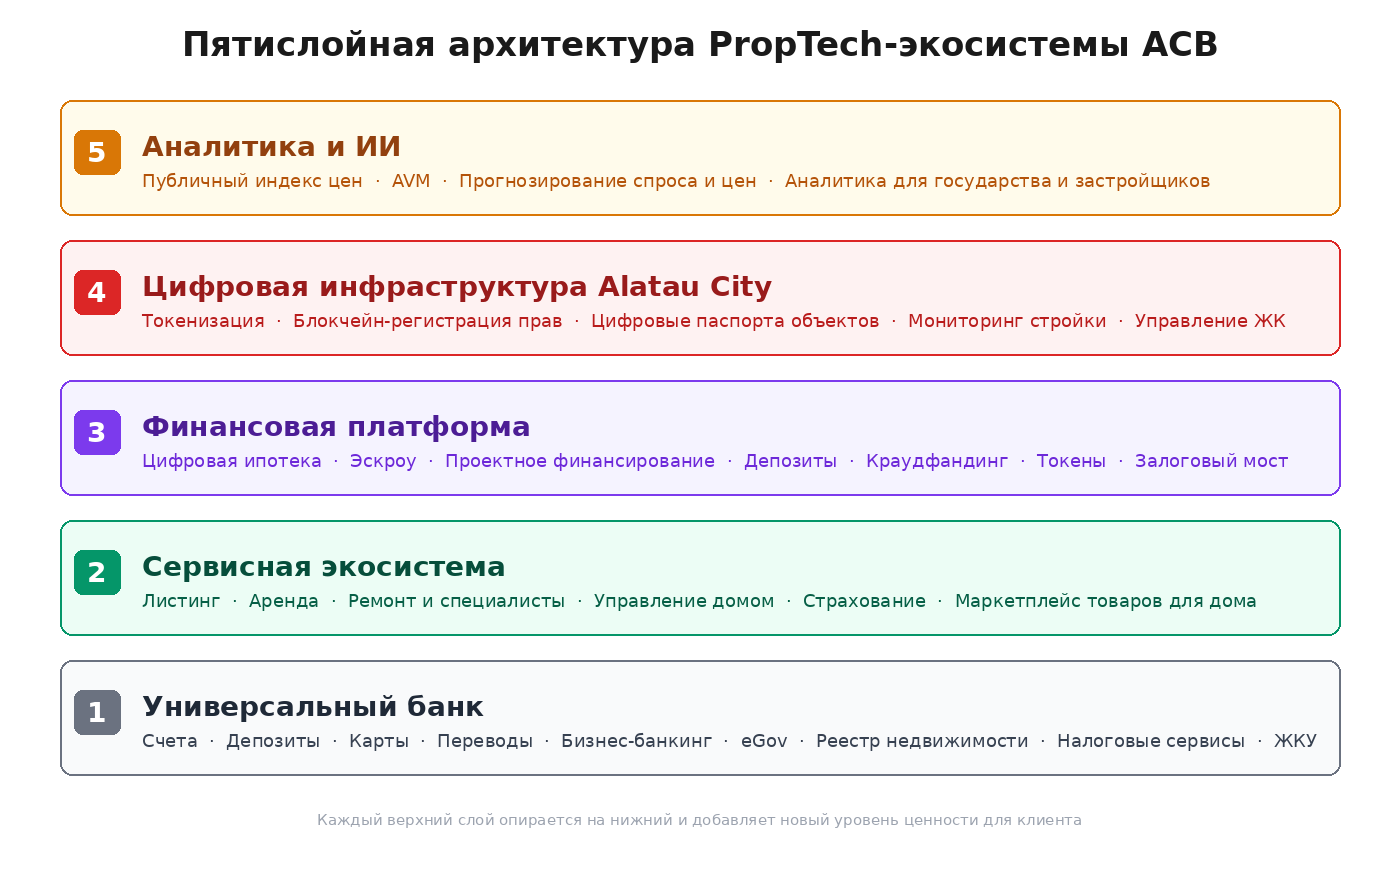 Пятислойная архитектура PropTech-экосистемы ACB
5
Аналитика и ИИ
Публичный индекс цен · AVM · Прогнозирование спроса и цен · Аналитика для государства и застройщиков
4
Цифровая инфраструктура Alatau City
Токенизация · Блокчейн-регистрация прав · Цифровые паспорта объектов · Мониторинг стройки · Управление ЖК
3
Финансовая платформа
Цифровая ипотека · Эскроу · Проектное финансирование · Депозиты · Краудфандинг · Токены · Залоговый мост
2
Сервисная экосистема
Листинг · Аренда · Ремонт и специалисты · Управление домом · Страхование · Маркетплейс товаров для дома
1
Универсальный банк
Счета · Депозиты · Карты · Переводы · Бизнес-банкинг · eGov · Реестр недвижимости · Налоговые сервисы · ЖКУ
Каждый верхний слой опирается на нижний и добавляет новый уровень ценности для клиента